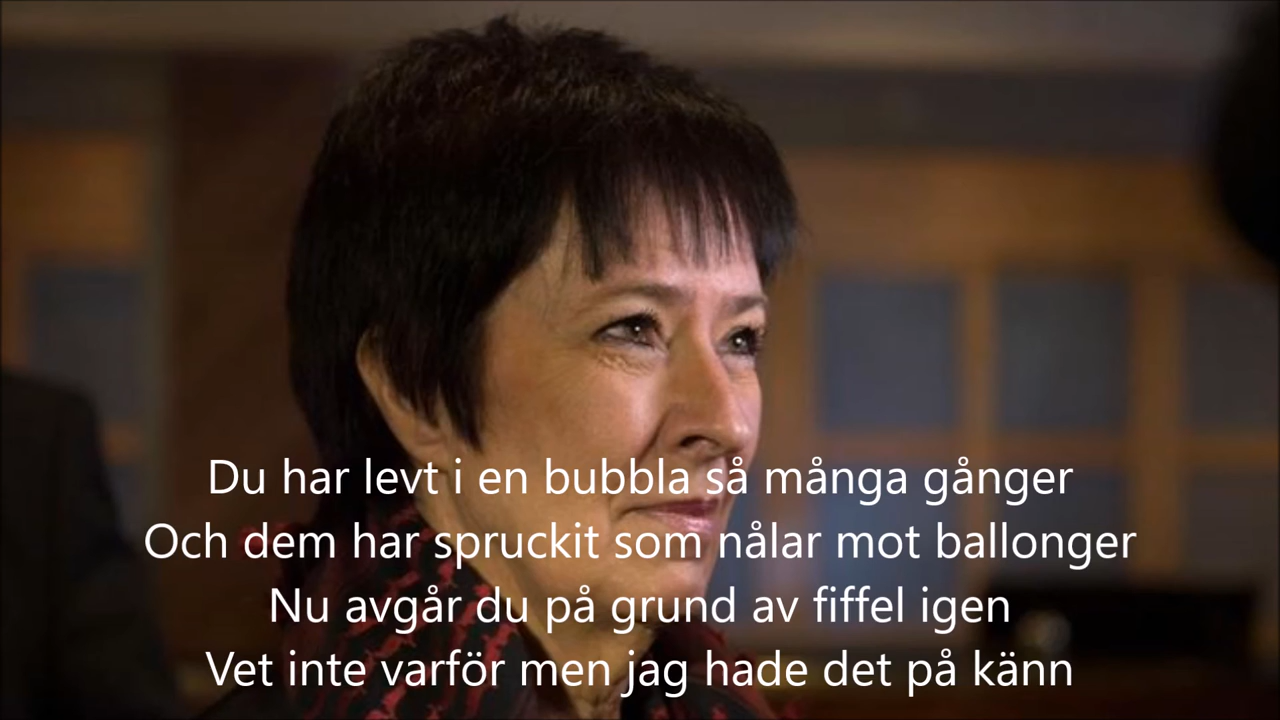 Du har levt i en bubbla så många gånger
Och dem har spruckit som nålar mot ballonger
Nu avgår du på grund av fiffel igen
Vet inte varför men jag hade det på känn